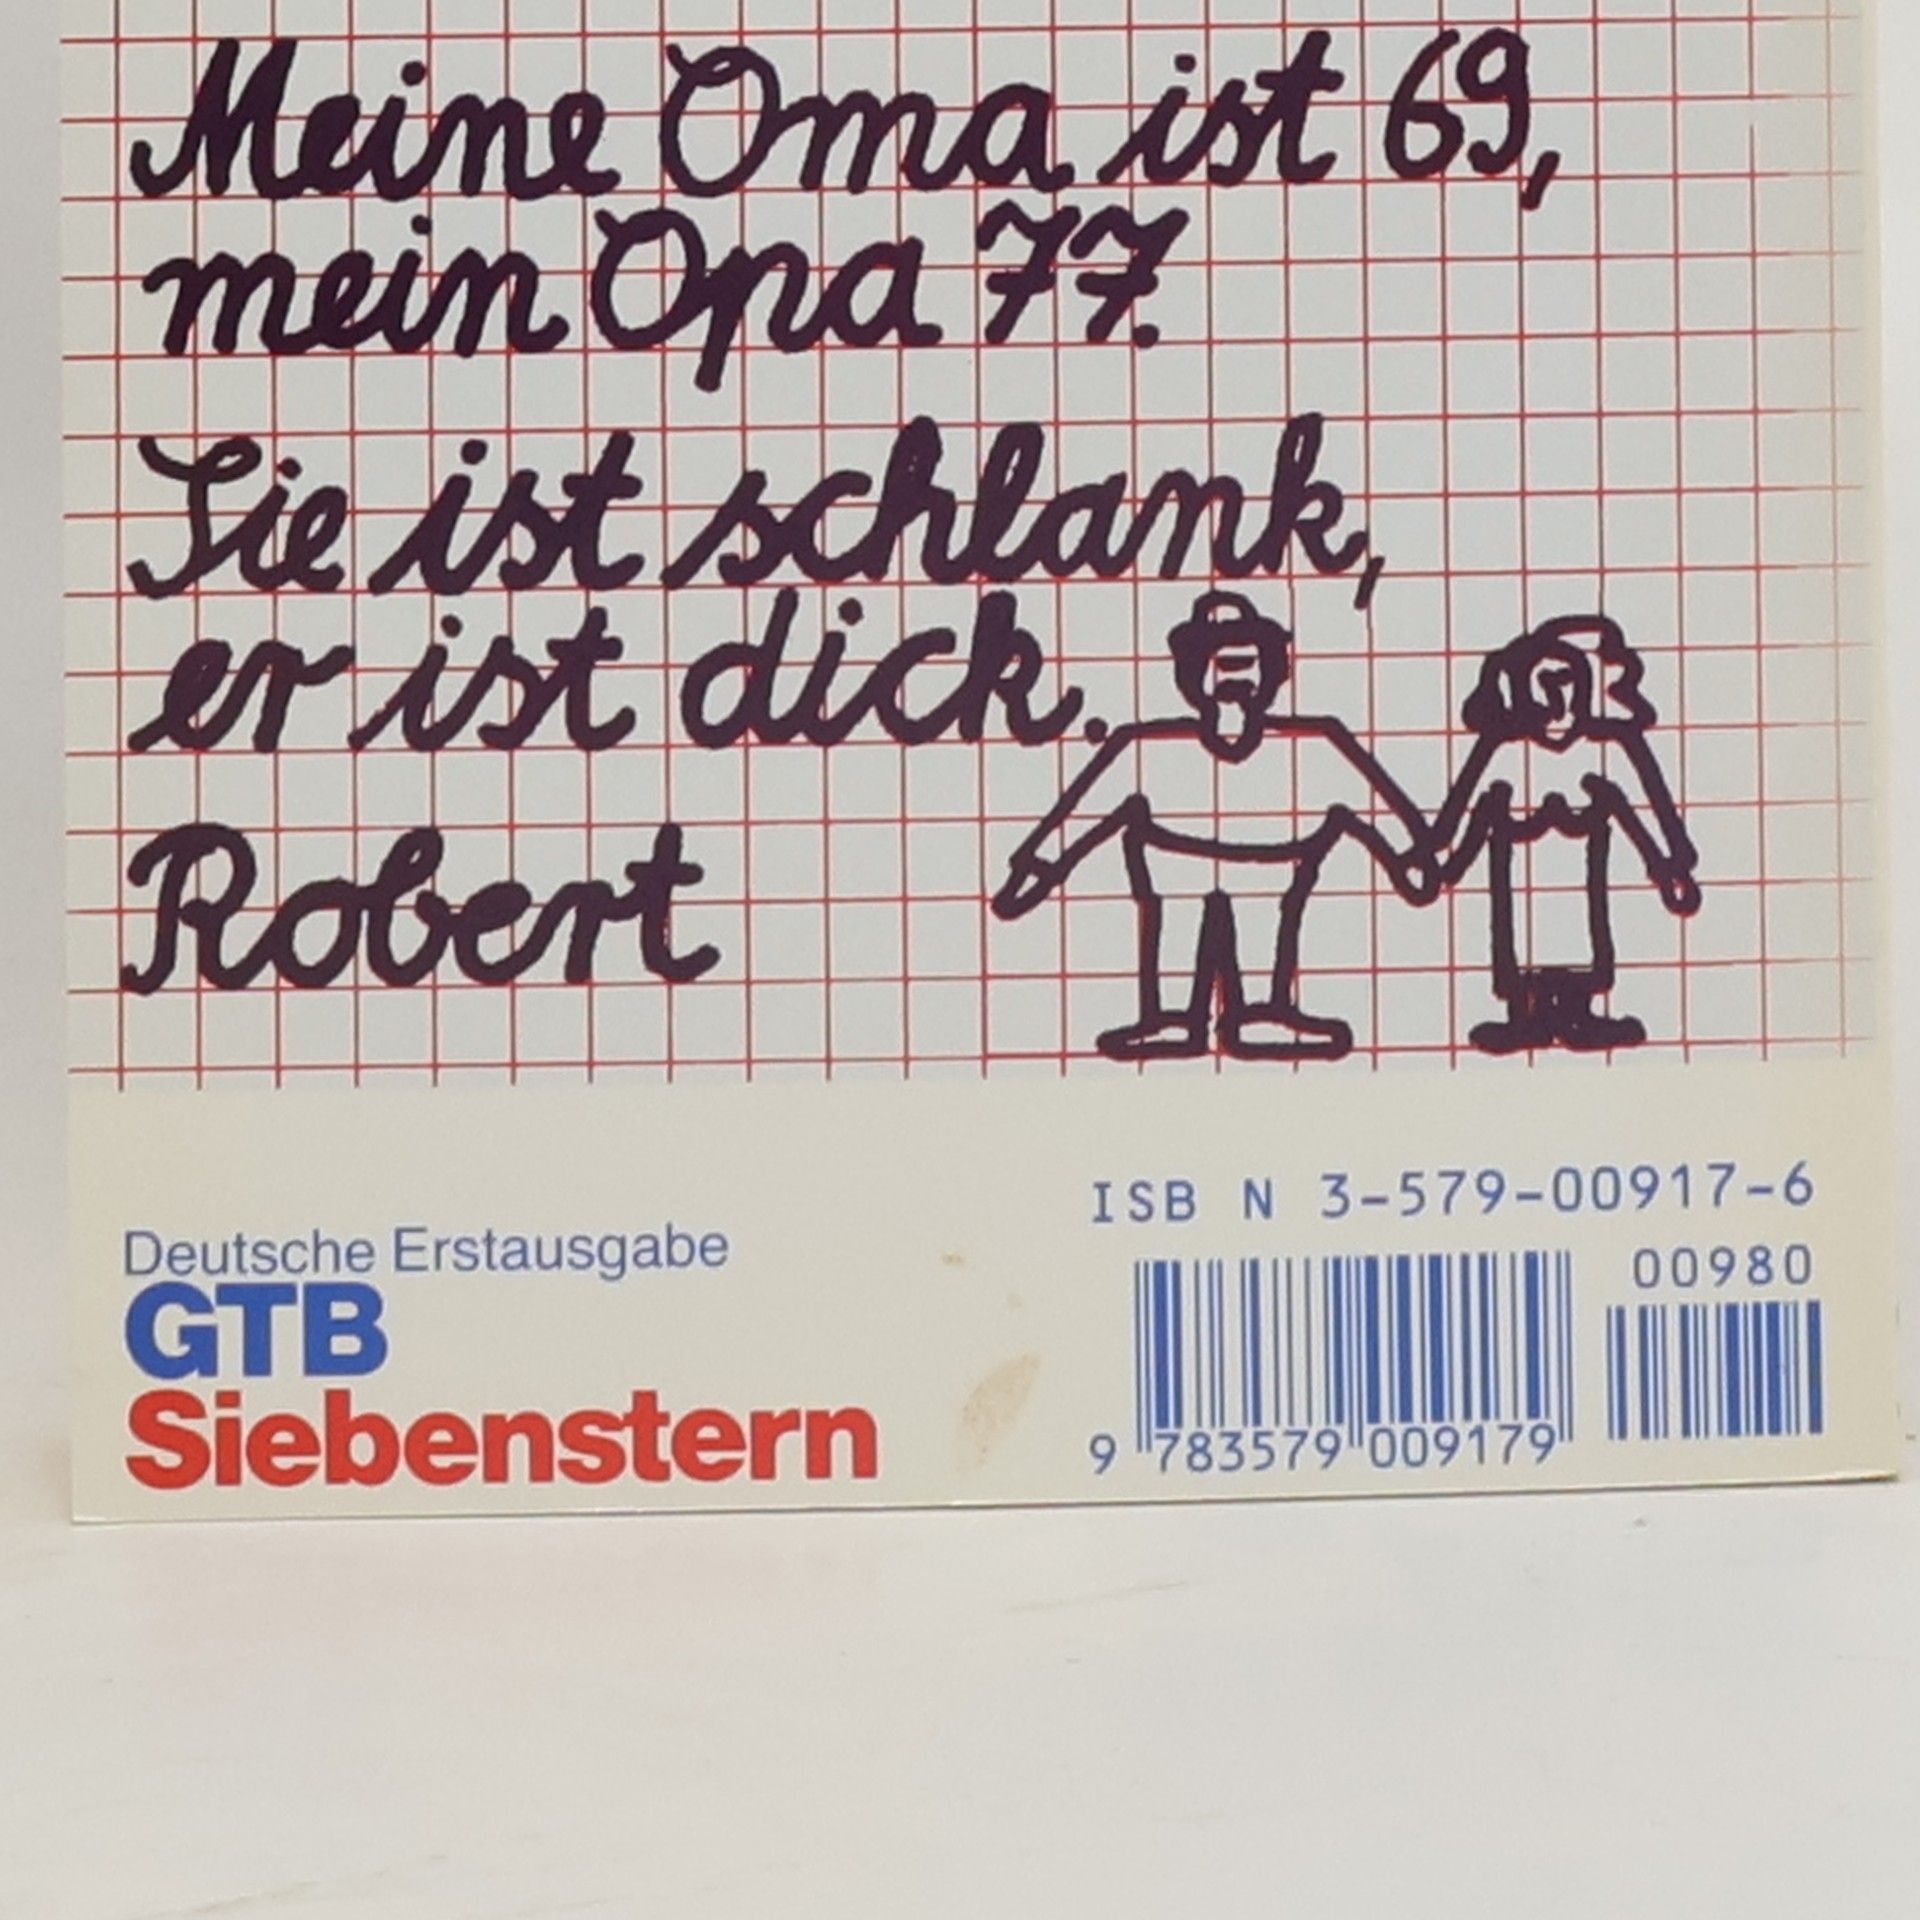 Meine Oma ist 69,
mein Opa 77.
Sie ist schlank,
er ist dick.
Robert
ISB N 3-579-00917-6
00980
9 783579 009179
Deutsche Erstausgabe
GTB
Siebenstern